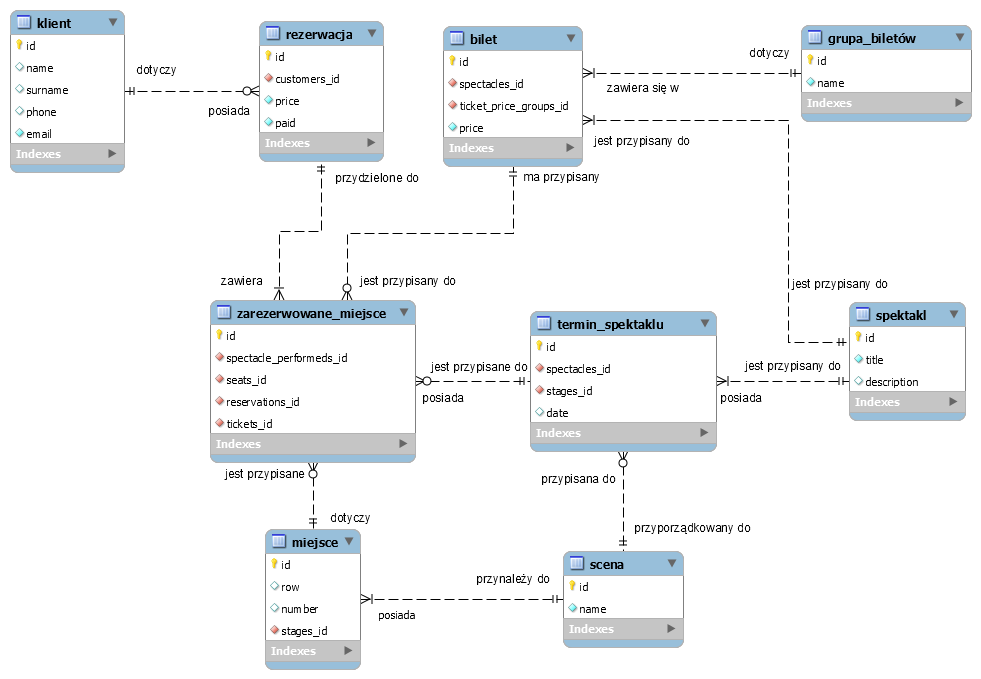 klient
id
name
surname
phone
email
Indexes
dotyczy
posiada
rezerwacja
id
customers_id
price
paid
Indexes
bilet
id
spectacles_id
ticket_price_groups_id
price
Indexes
dotyczy
zawiera się w
jest przypisany do
grupa_biletów
id
name
Indexes
przydzielone do
ma przypisany
zawiera
jest przypisany do
jest przypisany do
zarezerwowane_miejsce
id
spectacle_performeds_id
seats_id
reservations_id
tickets_id
Indexes
jest przypisane do
posiada
termin_spektaklu
id
spectacles_id
stages_id
date
Indexes
jest przypisany do
posiada
spektakl
id
title
description
Indexes
jest przypisane
dotyczy
przypisana do
przyporządkowany do
miejsce
id
row
number
stages_id
Indexes
przynależy do
posiada
scena
id
name
Indexes